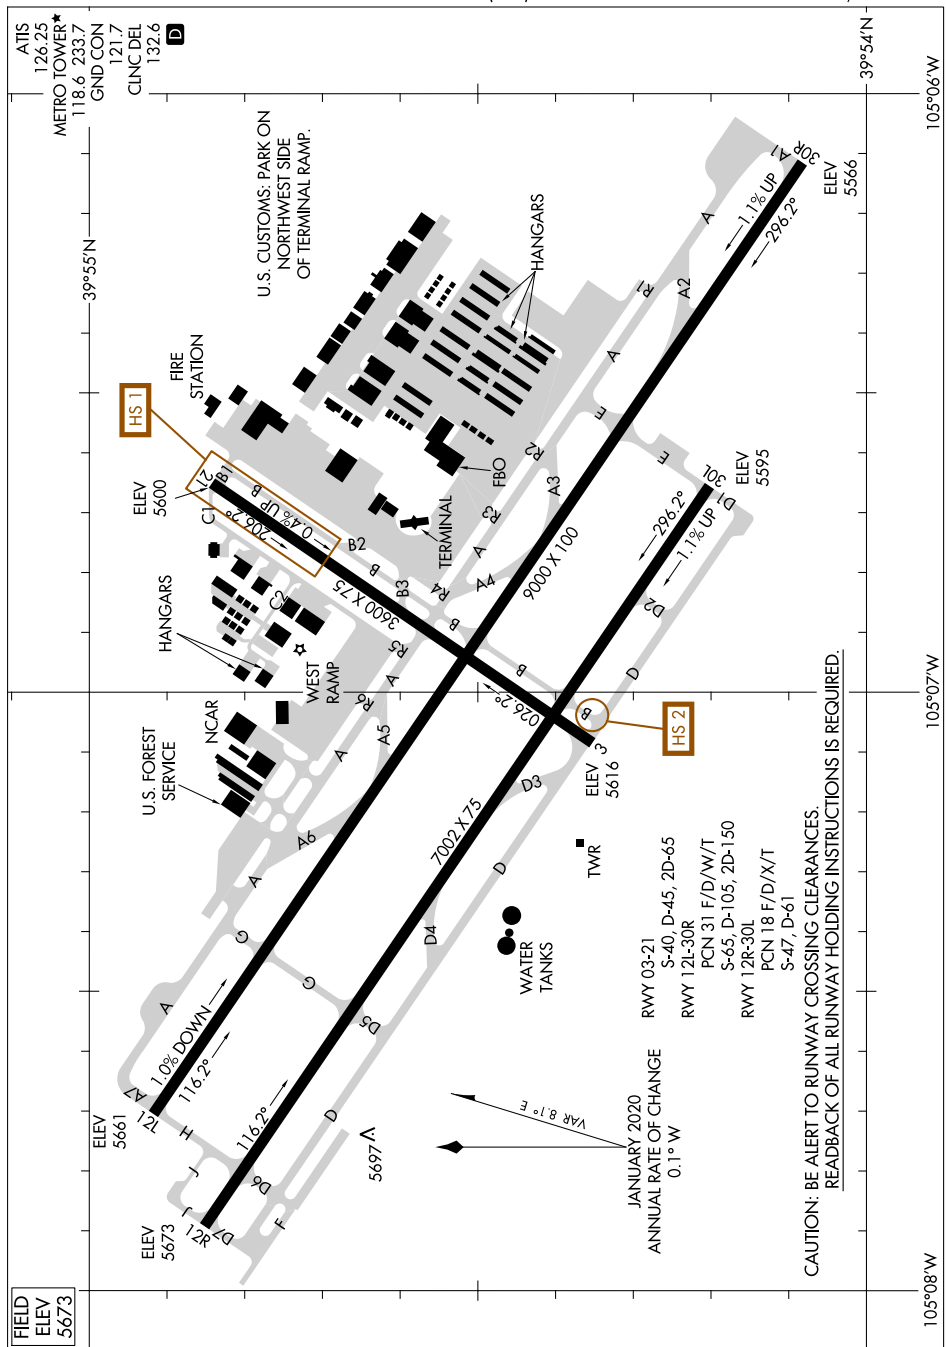 ATIS
126.25
METRO TOWER★
118.6 233.7
GND CON
121.7
CLNC DEL
132.6
D
39°55'N
39°54'N
105°06'W
105°07'W
105°08'W
FIELD
ELEV
5673
U.S. CUSTOMS: PARK ON
NORTHWEST SIDE
OF TERMINAL RAMP.
HANGARS
FIRE
STATION
HS 1
ELEV
5600
21
B1
B
C1
0.4% UP
206.2°
B2
B
B3
C2
3600 X 75
HANGARS
WEST
RAMP
NCAR
U.S. FOREST
SERVICE
TERMINAL
FBO
R1
R2
R3
R4
R5
R6
A
A
A
A
A
A
A
A1
30R
ELEV
5566
1.1% UP
296.2°
A2
E
E
A3
A4
A5
A6
9000 X 100
B
B
B
026.2°
3
ELEV
5616
HS 2
30L
D1
ELEV
5595
296.2°
1.1% UP
D2
D
D3
D
7002 X 75
D4
TWR
WATER
TANKS
G
G
D5
D
1.0% DOWN
116.2°
A7
12L
ELEV
5661
H
J
J
116.2°
12R
D7
D6
F
ELEV
5673
5697
VAR 8.1° E
JANUARY 2020
ANNUAL RATE OF CHANGE
0.1° W
RWY 03-21
S-40, D-45, 2D-65
RWY 12L-30R
PCN 31 F/D/W/T
S-65, D-105, 2D-150
RWY 12R-30L
PCN 18 F/D/X/T
S-47, D-61
CAUTION: BE ALERT TO RUNWAY CROSSING CLEARANCES.
READBACK OF ALL RUNWAY HOLDING INSTRUCTIONS IS REQUIRED.